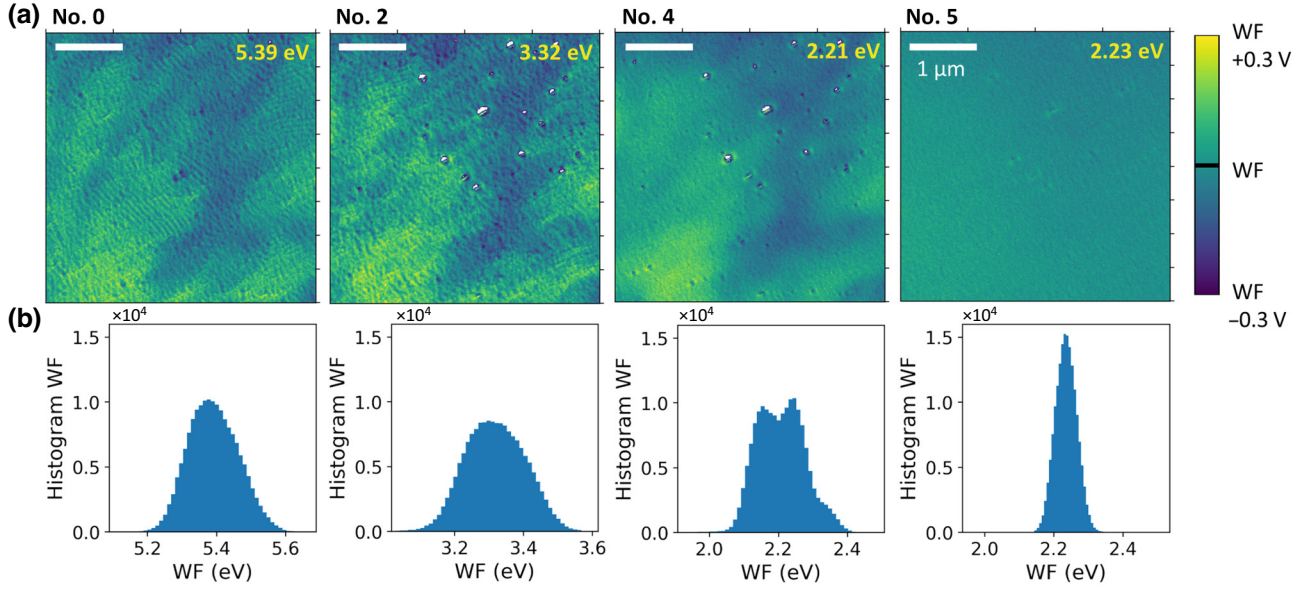 (a)
No. 0
No. 2
No. 4
No. 5
5.39 eV
3.32 eV
2.21 eV
2.23 eV
1 μm
WF
+0.3 V
WF
WF
–0.3 V
(b)
×10⁴
×10⁴
×10⁴
×10⁴
Histogram WF
1.5
1.0
0.5
0.0
5.2 5.4 5.6
WF (eV)
Histogram WF
1.5
1.0
0.5
0.0
3.2 3.4 3.6
WF (eV)
Histogram WF
1.5
1.0
0.5
0.0
2.0 2.2 2.4
WF (eV)
Histogram WF
1.5
1.0
0.5
0.0
2.0 2.2 2.4
WF (eV)